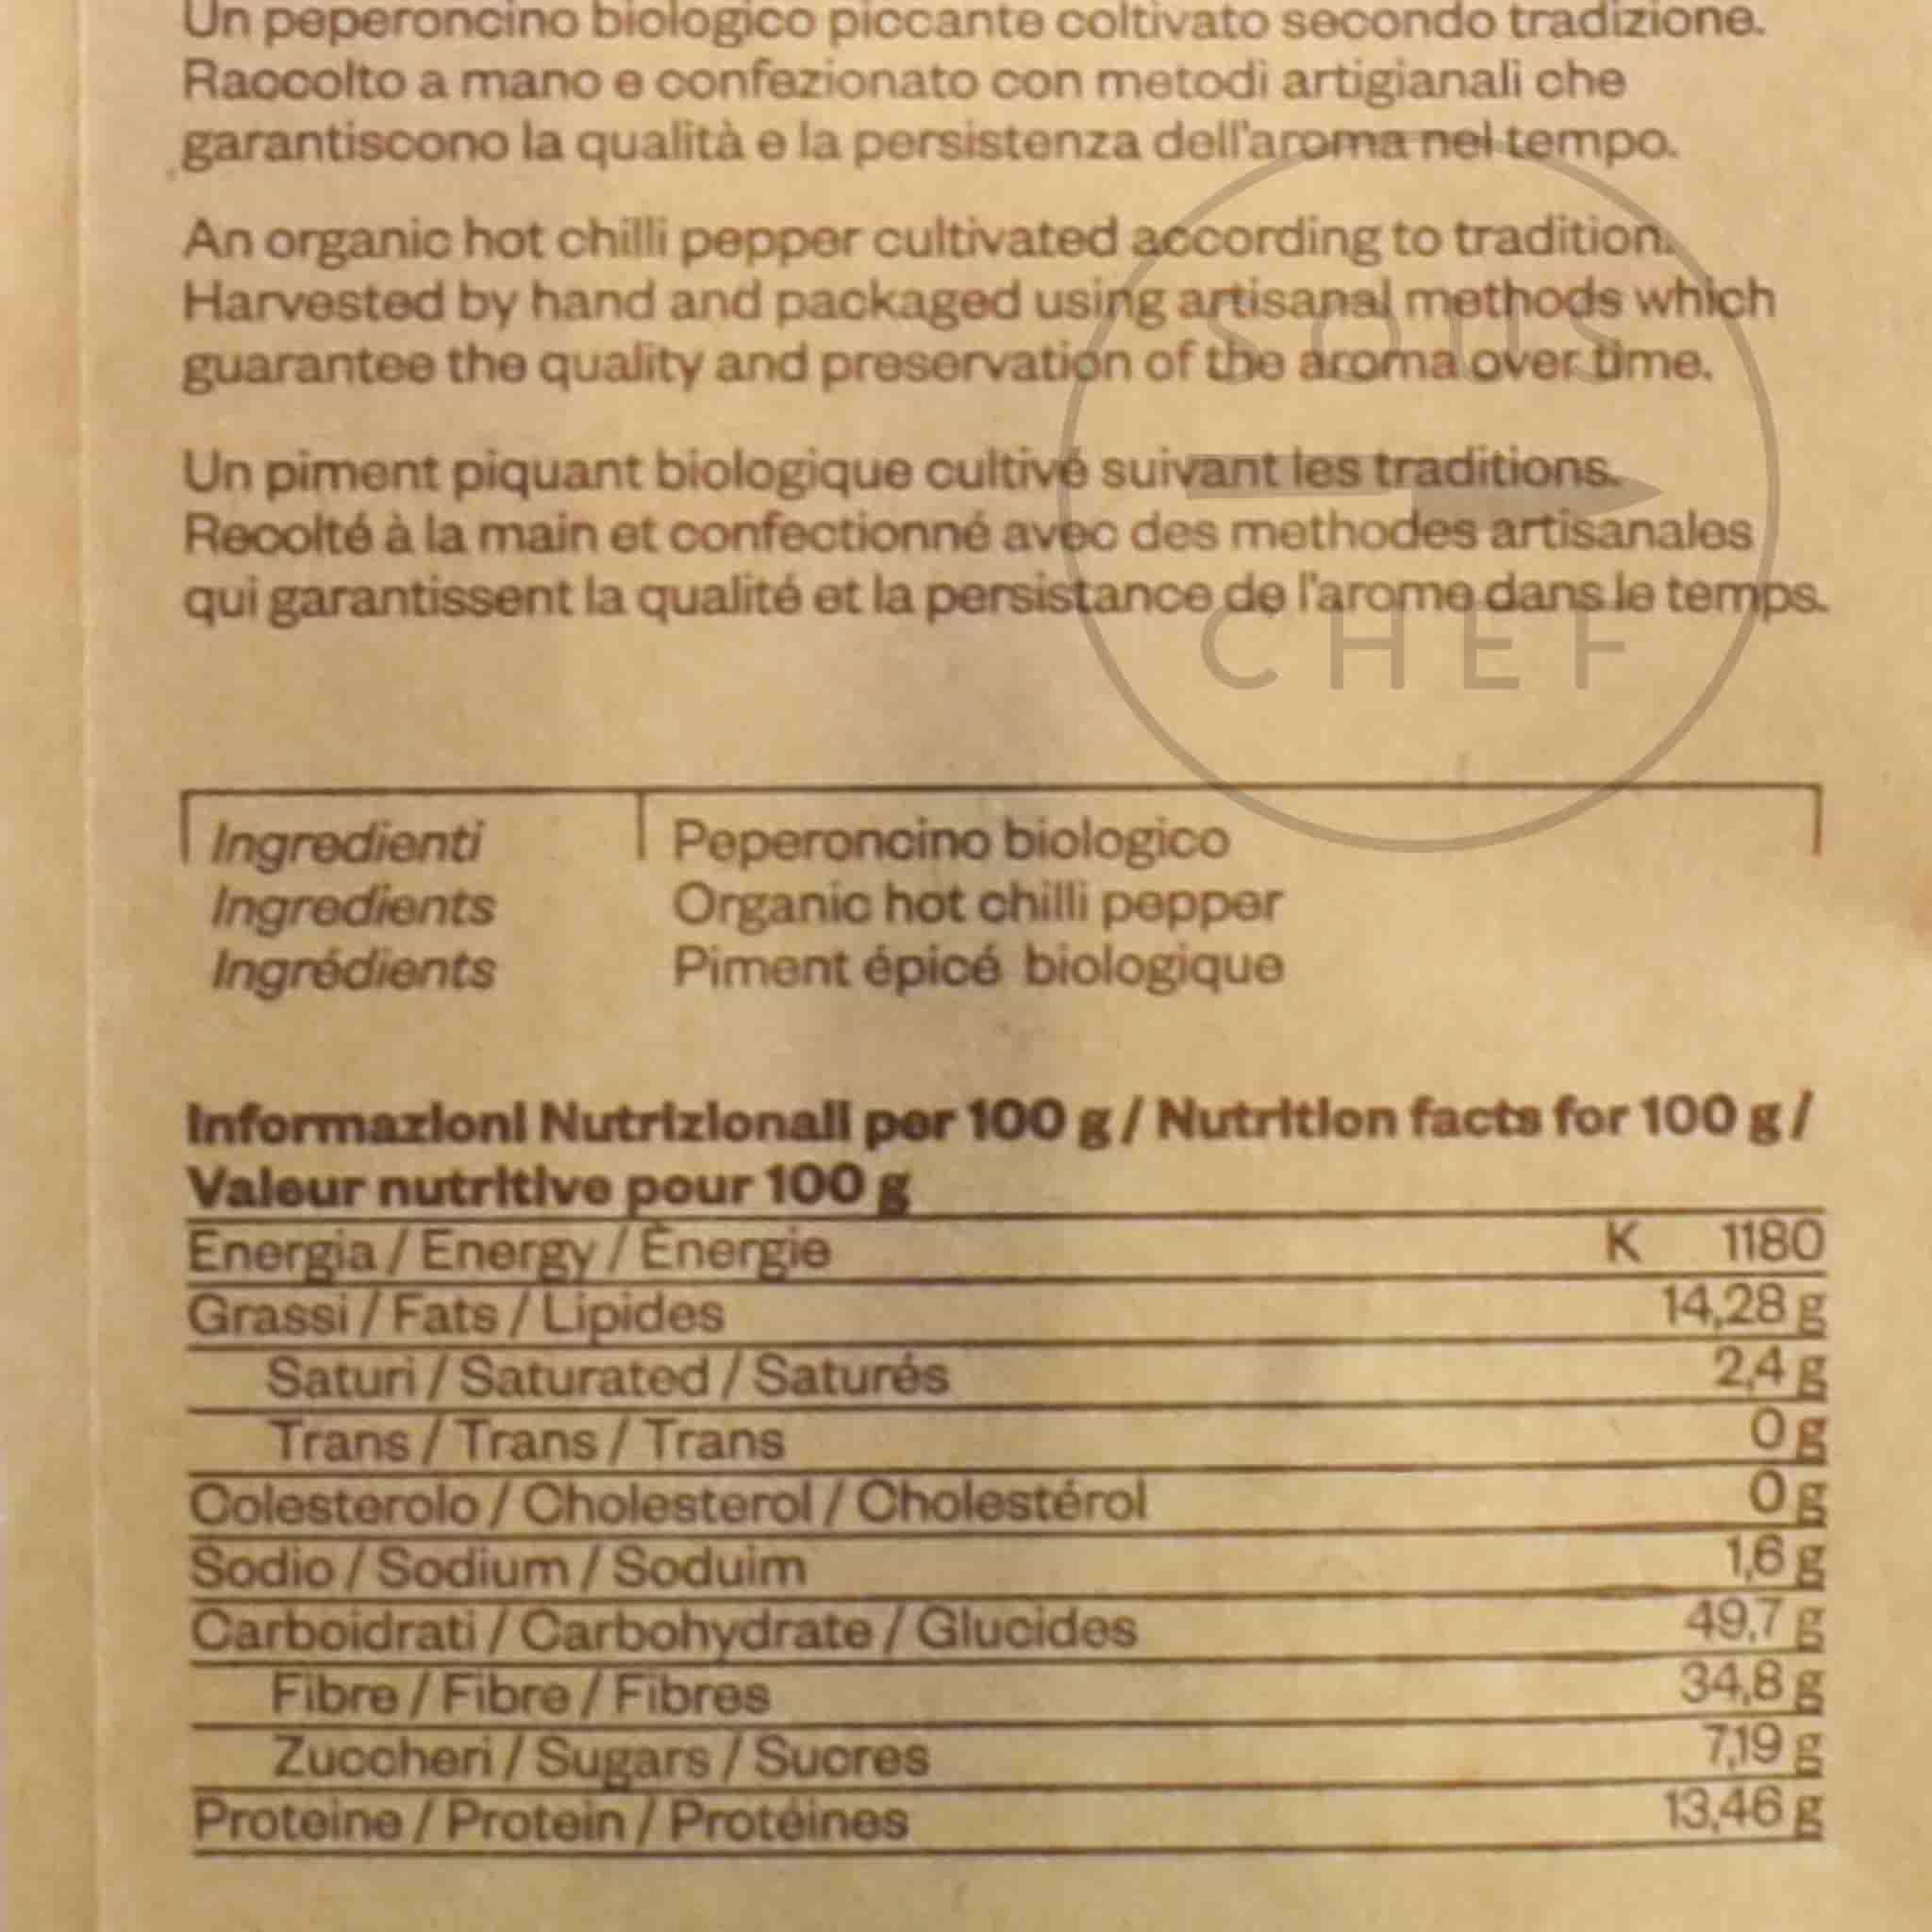 Un peperoncino biologico piccante coltivato secondo tradizione.
Raccolto a mano e confezionato con metodi artigianali che
garantiscono la qualità e la persistenza dell'aroma nel tempo.
An organic hot chilli pepper cultivated according to tradition.
Harvested by hand and packaged using artisanal methods which
guarantee the quality and preservation of the aroma over time.
Un piment piquant biologique cultivé suivant les traditions.
Recolté à la main et confectionné avec des methodes artisanales
qui garantissent la qualité et la persistance de l'arome dans le temps.
SOUS
CHEF
Ingredienti Peperoncino biologico
Ingredients Organic hot chilli pepper
Ingrédients Piment épicé biologique
Informazioni Nutrizionali per 100 g / Nutrition facts for 100 g /
Valeur nutritive pour 100 g
Energia / Energy / Énergie K 1180
Grassi / Fats / Lipides 14,28 g
Saturi / Saturated / Saturés 2,4 g
Trans / Trans / Trans 0 g
Colesterolo / Cholesterol / Cholestérol 0 g
Sodio / Sodium / Soduim 1,6 g
Carboidrati / Carbohydrate / Glucides 49,7 g
Fibre / Fibre / Fibres 34,8 g
Zuccheri / Sugars / Sucres 7,19 g
Proteine / Protein / Protéines 13,46 g